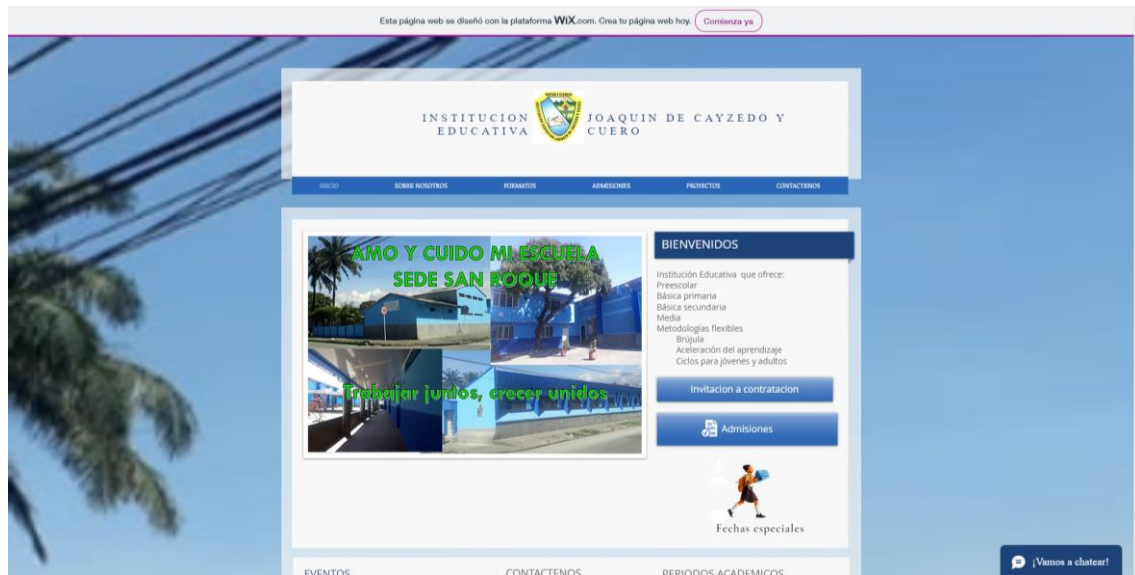 Esta página web se diseñó con la plataforma WiX.com. Crea tu página web hoy. Comienza ya
INSTITUCION
EDUCATIVA
JOAQUIN DE CAYZEDO Y
CUERO
INICIO SOBRE NOSOTROS FORMATOS ADMISIONES PROYECTOS CONTACTENOS
AMO Y CUIDO MI ESCUELA
SEDE SAN ROQUE
Trabajar juntos, crecer unidos
BIENVENIDOS
Institución Educativa que ofrece:
Preescolar
Básica primaria
Básica secundaria
Media
Metodologías flexibles
Brújula
Aceleración del aprendizaje
Ciclos para jóvenes y adultos
Invitacion a contratacion
Admisiones
Fechas especiales
EVENTOS CONTACTENOS PERIODOS ACADEMICOS
¡Vamos a chatear!